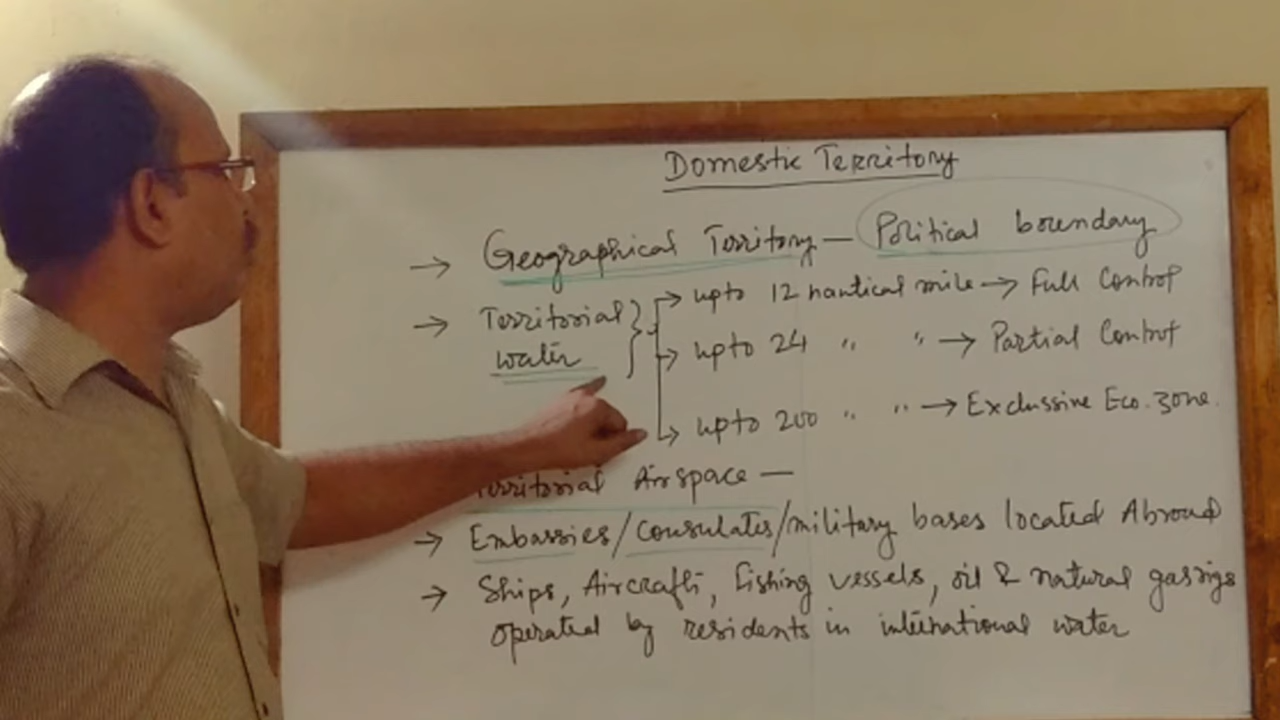 Domestic Territory
→ Geographical Territory — Political boundary
→ Territorial water } → upto 12 nautical mile → Full Control
→ upto 24 " " → Partial Control
→ upto 200 " " → Exclussive Eco. zone.
Territorial Airspace —
→ Embassies/consulates/military bases located Abroad
→ Ships, Aircrafts, Fishing vessels, oil & natural gas rigs
operated by residents in international water